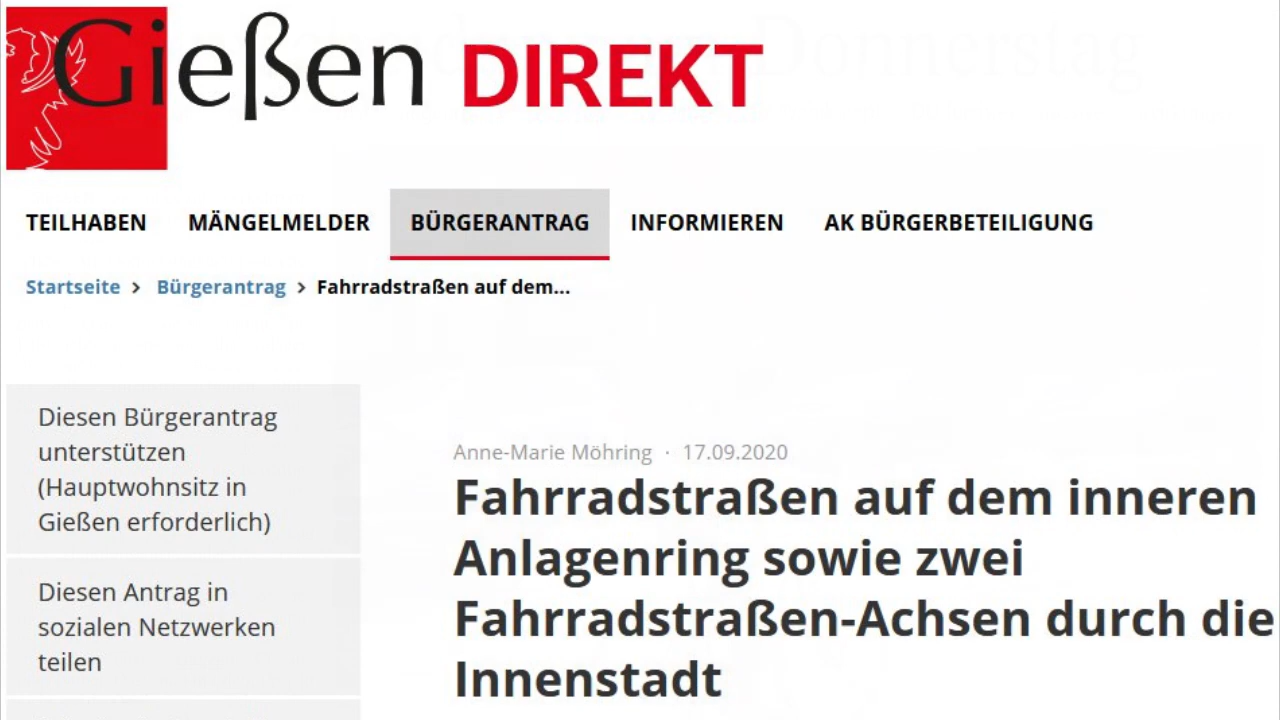 Gießen DIREKT
Donnerstag
TEILHABEN MÄNGELMELDER BÜRGERANTRAG INFORMIEREN AK BÜRGERBETEILIGUNG
Startseite > Bürgerantrag > Fahrradstraßen auf dem...
Diesen Bürgerantrag
unterstützen
(Hauptwohnsitz in
Gießen erforderlich)
Diesen Antrag in
sozialen Netzwerken
teilen
Anne-Marie Möhring · 17.09.2020
Fahrradstraßen auf dem inneren
Anlagenring sowie zwei
Fahrradstraßen-Achsen durch die
Innenstadt